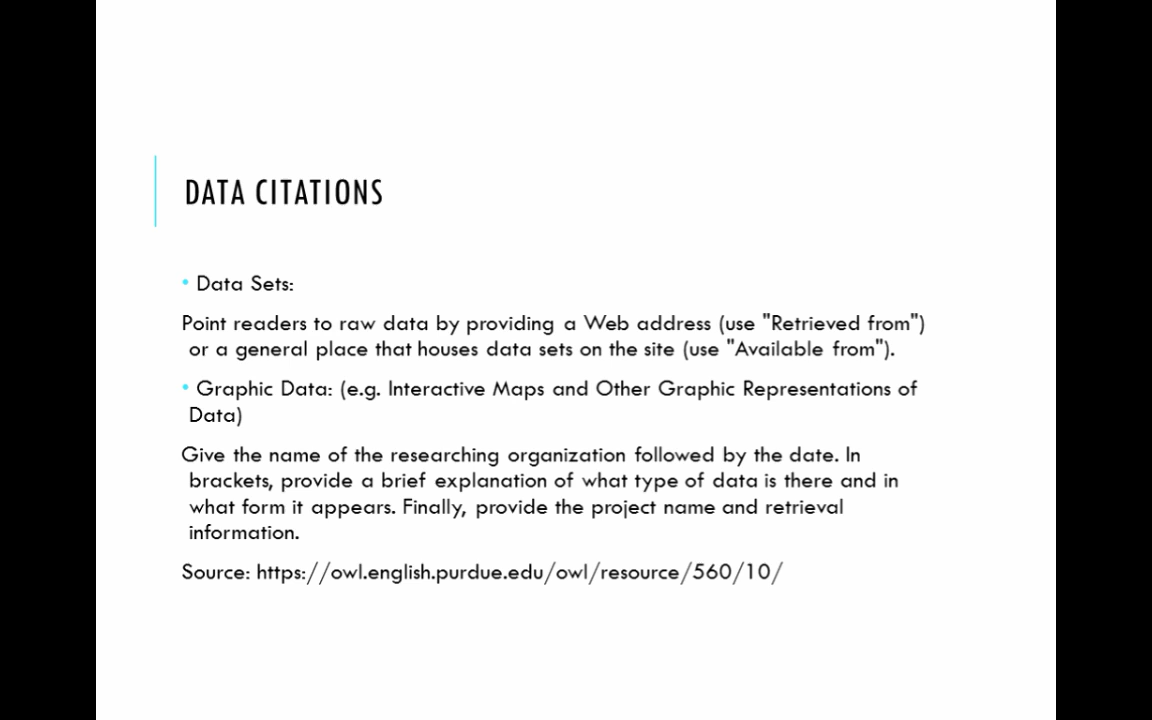 DATA CITATIONS
• Data Sets:
Point readers to raw data by providing a Web address (use "Retrieved from")
or a general place that houses data sets on the site (use "Available from").
• Graphic Data: (e.g. Interactive Maps and Other Graphic Representations of
Data)
Give the name of the researching organization followed by the date. In
brackets, provide a brief explanation of what type of data is there and in
what form it appears. Finally, provide the project name and retrieval
information.
Source: https://owl.english.purdue.edu/owl/resource/560/10/